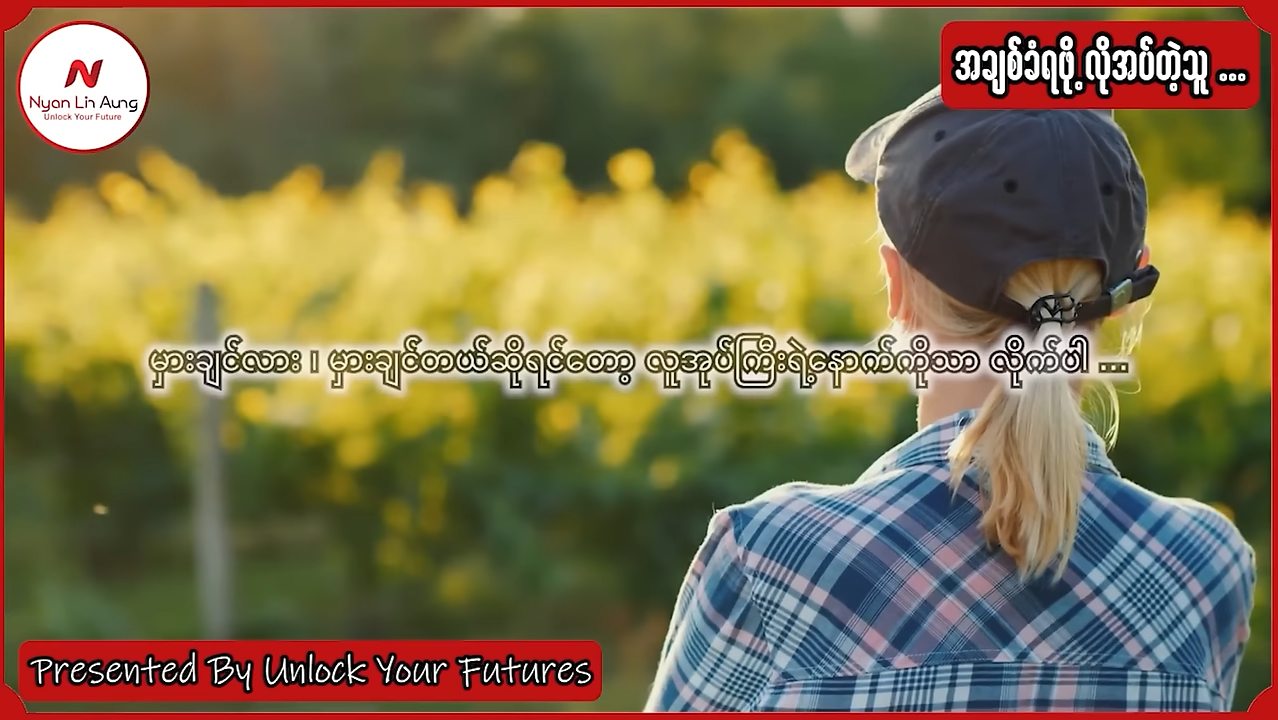 Nyan Lin Aung
Unlock Your Future
အချစ်ခံရဖို့ လိုအပ်တဲ့သူ ...
မှားချင်လား ၊ မှားချင်တယ်ဆိုရင်တော့ လူအုပ်ကြီးရဲ့နောက်ကိုသာ လိုက်ပါ ...
Presented By Unlock Your Futures